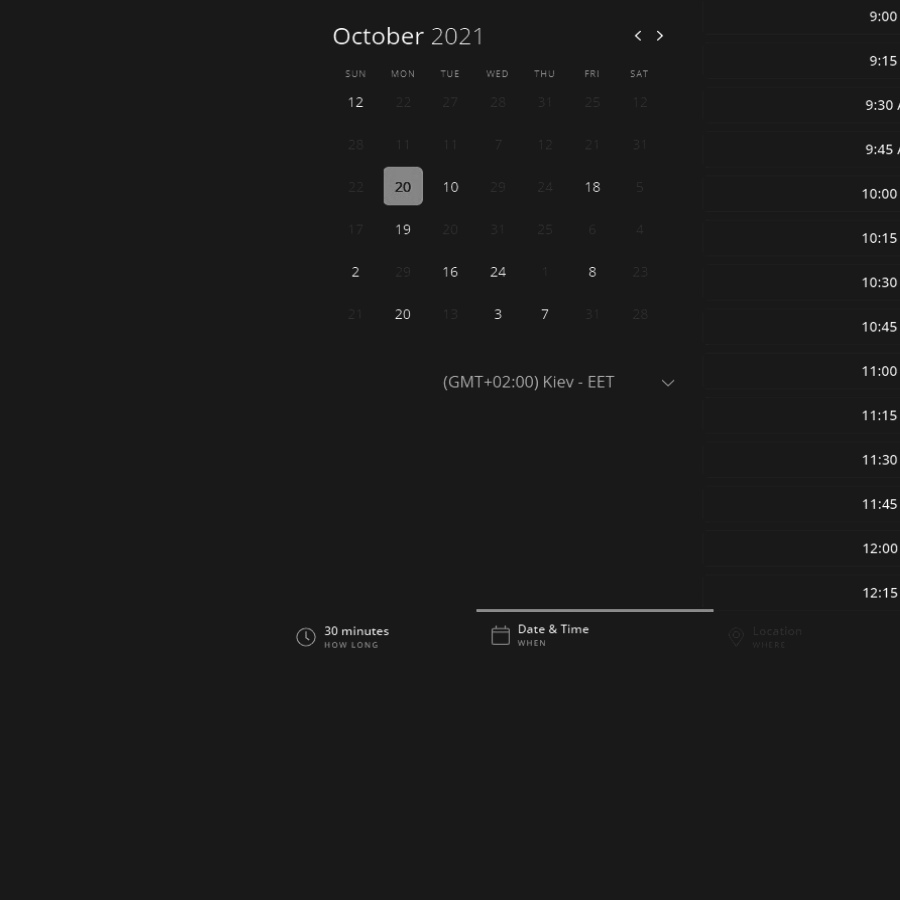 October 2021
SUN MON TUE WED THU FRI SAT
12 22 27 28 31 25 12
28 11 11 7 12 21 31
22 20 10 29 24 18 5
17 19 20 31 25 6 4
2 29 16 24 1 8 23
21 20 13 3 7 31 28
(GMT+02:00) Kiev - EET
9:00
9:15
9:30
9:45
10:00
10:15
10:30
10:45
11:00
11:15
11:30
11:45
12:00
12:15
30 minutes
HOW LONG
Date & Time
WHEN
Location
WHERE